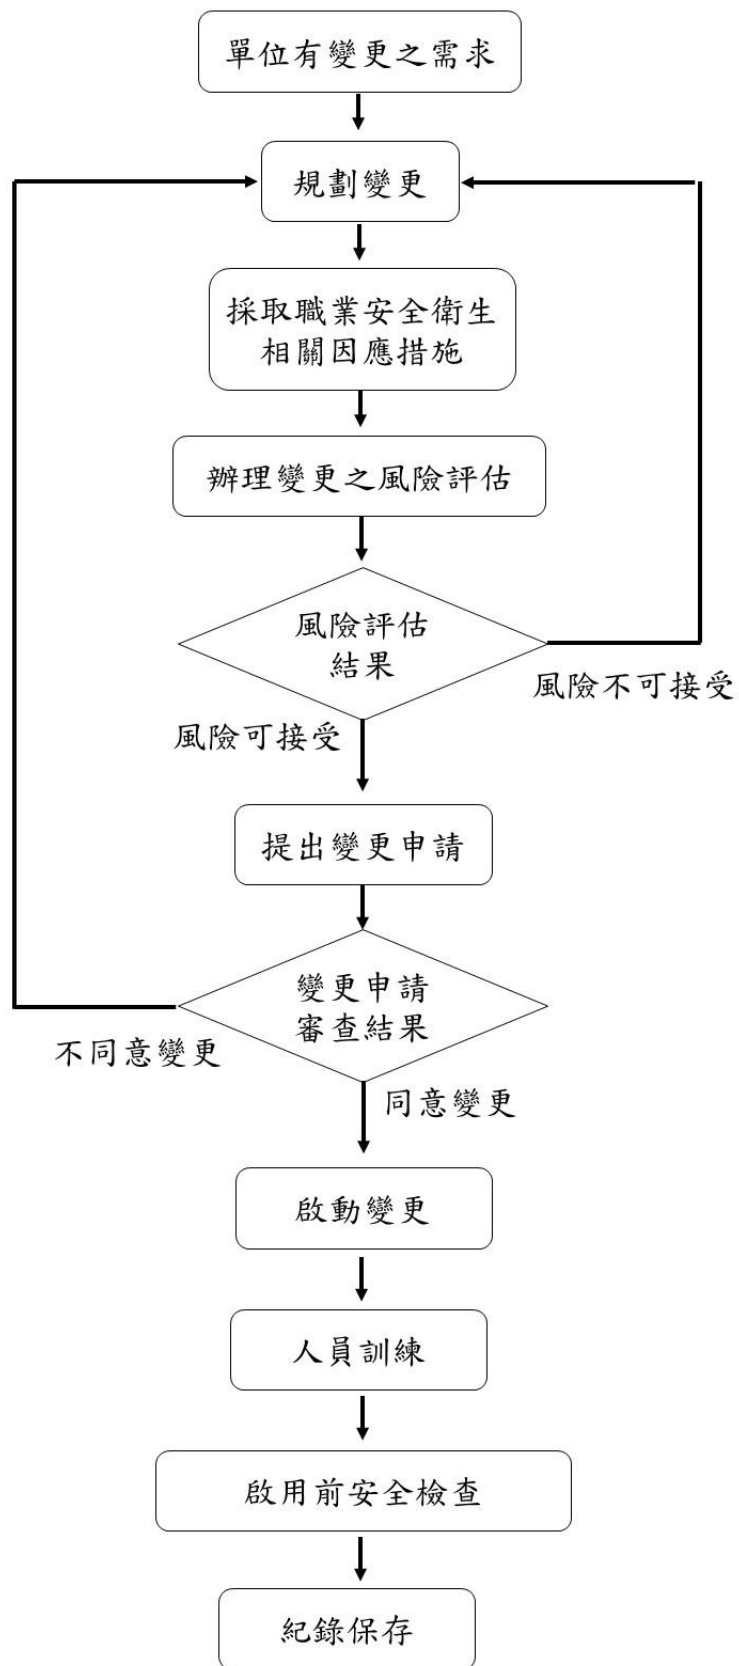 單位有變更之需求
規劃變更
採取職業安全衛生
相關因應措施
辦理變更之風險評估
風險評估
結果
風險不可接受
風險可接受
提出變更申請
變更申請
審查結果
不同意變更
同意變更
啟動變更
人員訓練
啟用前安全檢查
紀錄保存